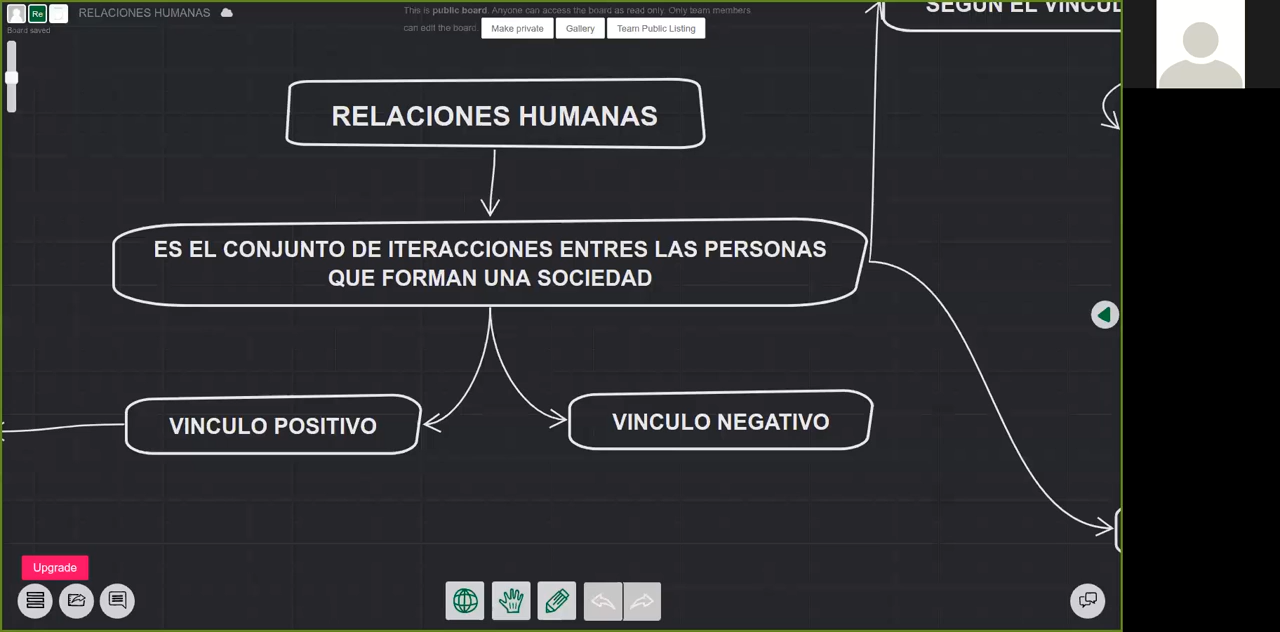 Re
RELACIONES HUMANAS
Board saved
This is public board. Anyone can access the board as read only. Only team members
can edit the board.
Make private
Gallery
Team Public Listing
RELACIONES HUMANAS
ES EL CONJUNTO DE ITERACCIONES ENTRES LAS PERSONAS
QUE FORMAN UNA SOCIEDAD
VINCULO POSITIVO
VINCULO NEGATIVO
SEGÚN EL
Upgrade